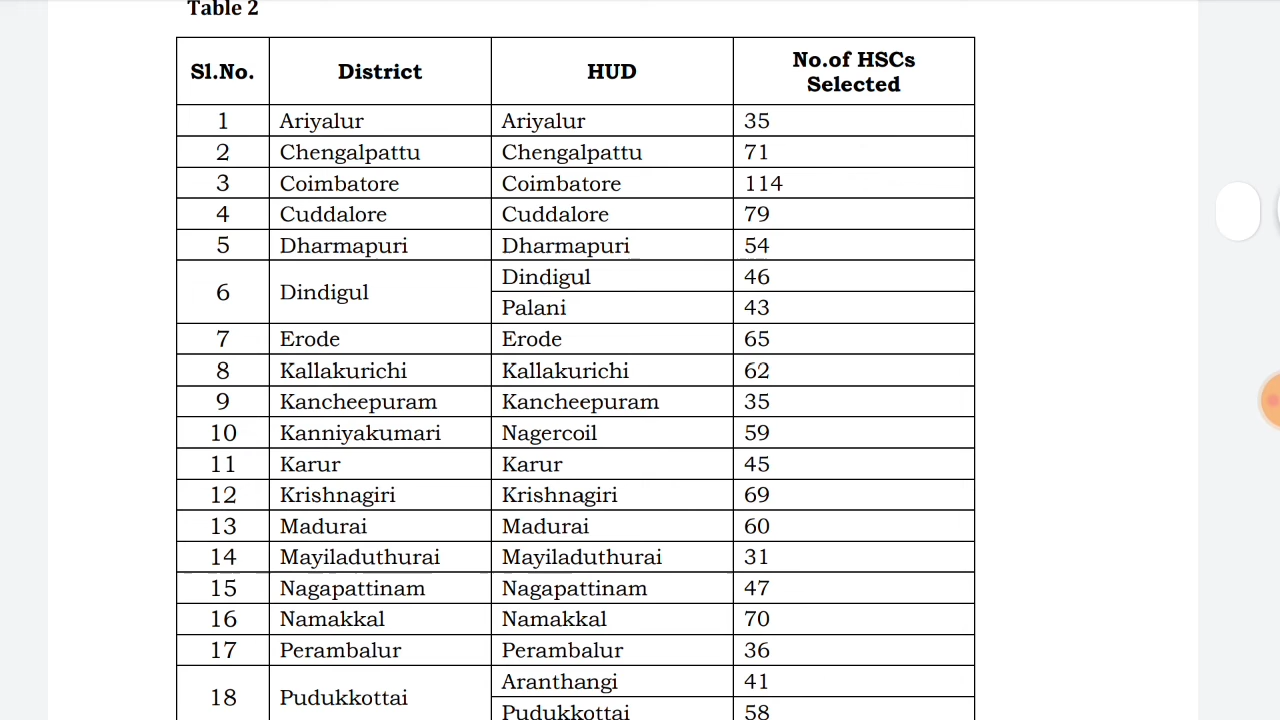 Table 2
Sl.No. District HUD No.of HSCs Selected
1 Ariyalur Ariyalur 35
2 Chengalpattu Chengalpattu 71
3 Coimbatore Coimbatore 114
4 Cuddalore Cuddalore 79
5 Dharmapuri Dharmapuri 54
6 Dindigul Dindigul 46
Palani 43
7 Erode Erode 65
8 Kallakurichi Kallakurichi 62
9 Kancheepuram Kancheepuram 35
10 Kanniyakumari Nagercoil 59
11 Karur Karur 45
12 Krishnagiri Krishnagiri 69
13 Madurai Madurai 60
14 Mayiladuthurai Mayiladuthurai 31
15 Nagapattinam Nagapattinam 47
16 Namakkal Namakkal 70
17 Perambalur Perambalur 36
18 Pudukkottai Aranthangi 41
Pudukkottai 58